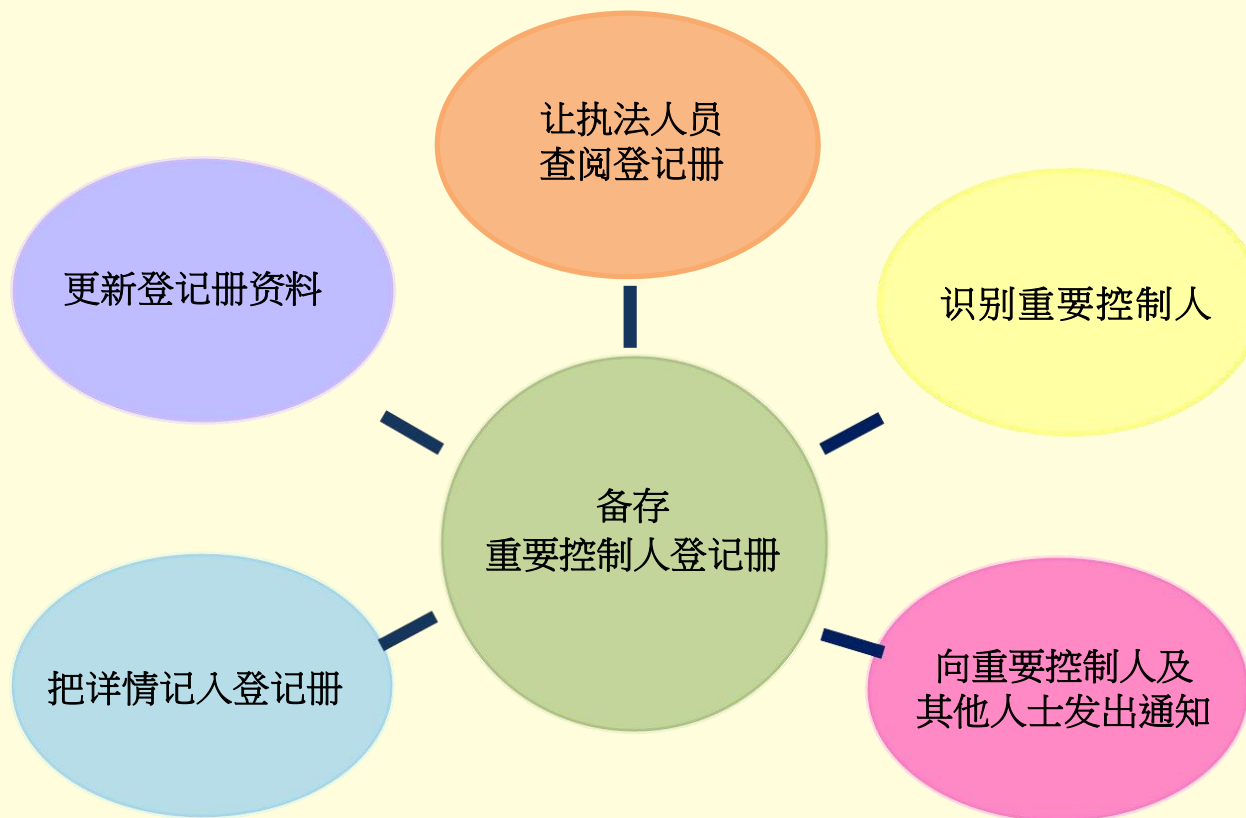 让执法人员
查阅登记册
更新登记册资料
识别重要控制人
备存
重要控制人登记册
把详情记入登记册
向重要控制人及
其他人士发出通知